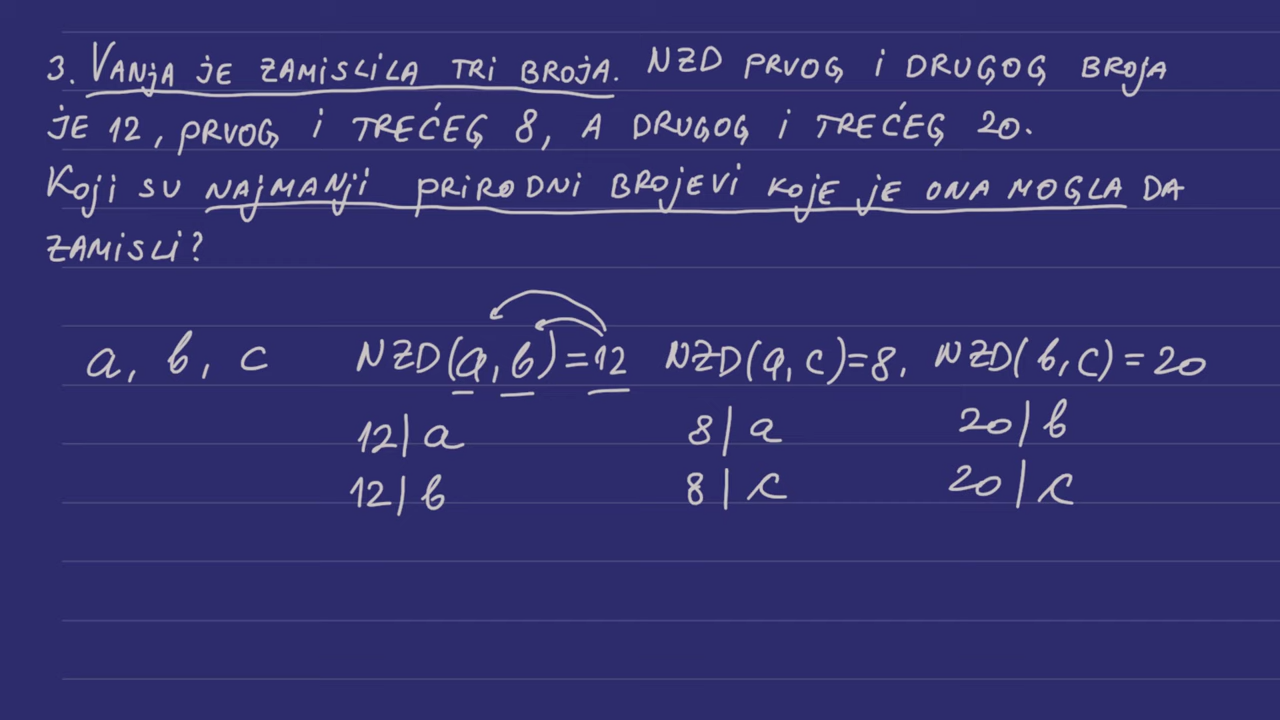 3. VANJA JE ZAMISLILA TRI BROJA. NZD PRVOG I DRUGOG BROJA
JE 12, PRVOG I TREĆEG 8, A DRUGOG I TREĆEG 20.
KOJI SU NAJMANJI PRIRODNI BROJEVI KOJE JE ONA MOGLA DA
ZAMISLI?
a, b, c NZD(a, b) = 12 NZD(a, c) = 8, NZD(b, c) = 20
12 | a 8 | a 20 | b
12 | b 8 | c 20 | c